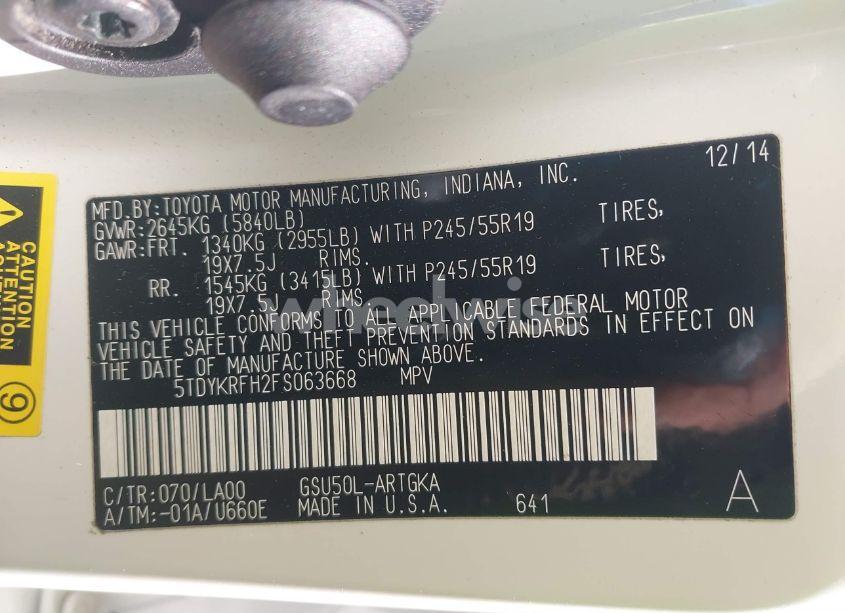 12/14
MFD.BY:TOYOTA MOTOR MANUFACTURING, INDIANA, INC.
GVWR:2645KG (5840LB)
GAWR:FRT. 1340KG (2955LB) WITH P245/55R19 TIRES,
19X7.5J RIMS.
RR. 1545KG (3415LB) WITH P245/55R19 TIRES,
19X7.5J RIMS.
THIS VEHICLE CONFORMS TO ALL APPLICABLE FEDERAL MOTOR
VEHICLE SAFETY AND THEFT PREVENTION STANDARDS IN EFFECT ON
THE DATE OF MANUFACTURE SHOWN ABOVE.
5TDYKRFH2FS063668 MPV
C/TR:070/LA00 GSU50L-ARTGKA
A/TM:-01A/U660E MADE IN U.S.A. 641 A
CAUTION
ATTENTION
9
wheelwise